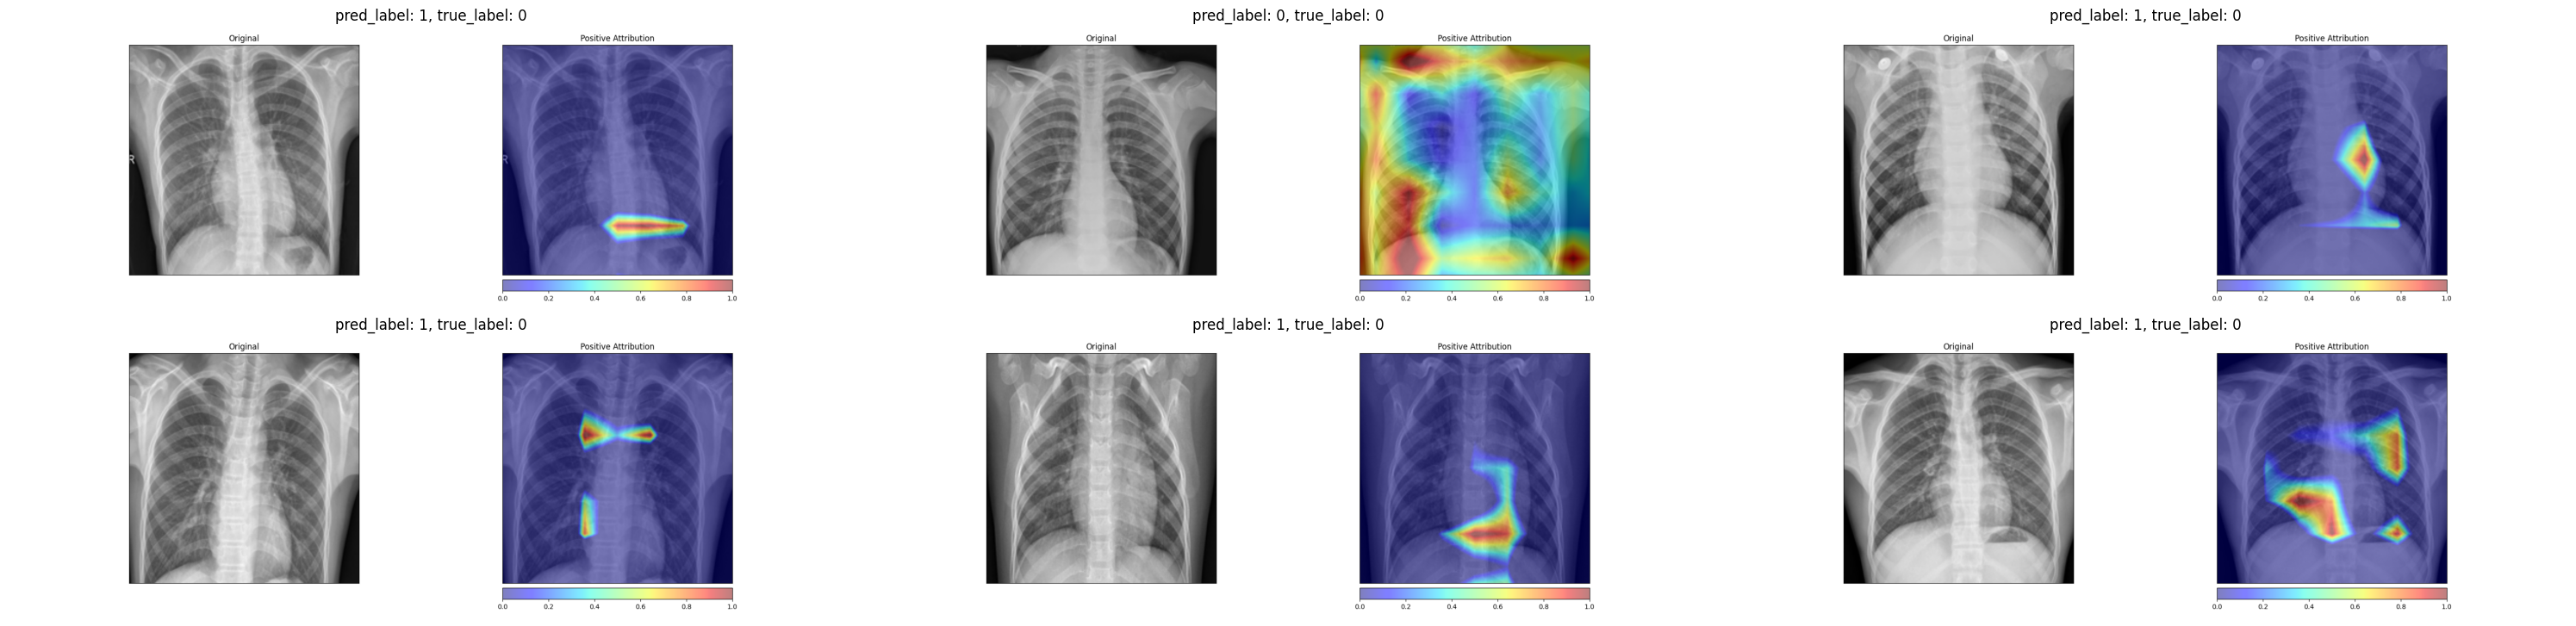 pred_label: 1, true_label: 0
pred_label: 0, true_label: 0
pred_label: 1, true_label: 0
Original
Positive Attribution
Original
Positive Attribution
Original
Positive Attribution
R
R
0.0 0.2 0.4 0.6 0.8 1.0
0.0 0.2 0.4 0.6 0.8 1.0
0.0 0.2 0.4 0.6 0.8 1.0
pred_label: 1, true_label: 0
pred_label: 1, true_label: 0
pred_label: 1, true_label: 0
Original
Positive Attribution
Original
Positive Attribution
Original
Positive Attribution
0.0 0.2 0.4 0.6 0.8 1.0
0.0 0.2 0.4 0.6 0.8 1.0
0.0 0.2 0.4 0.6 0.8 1.0